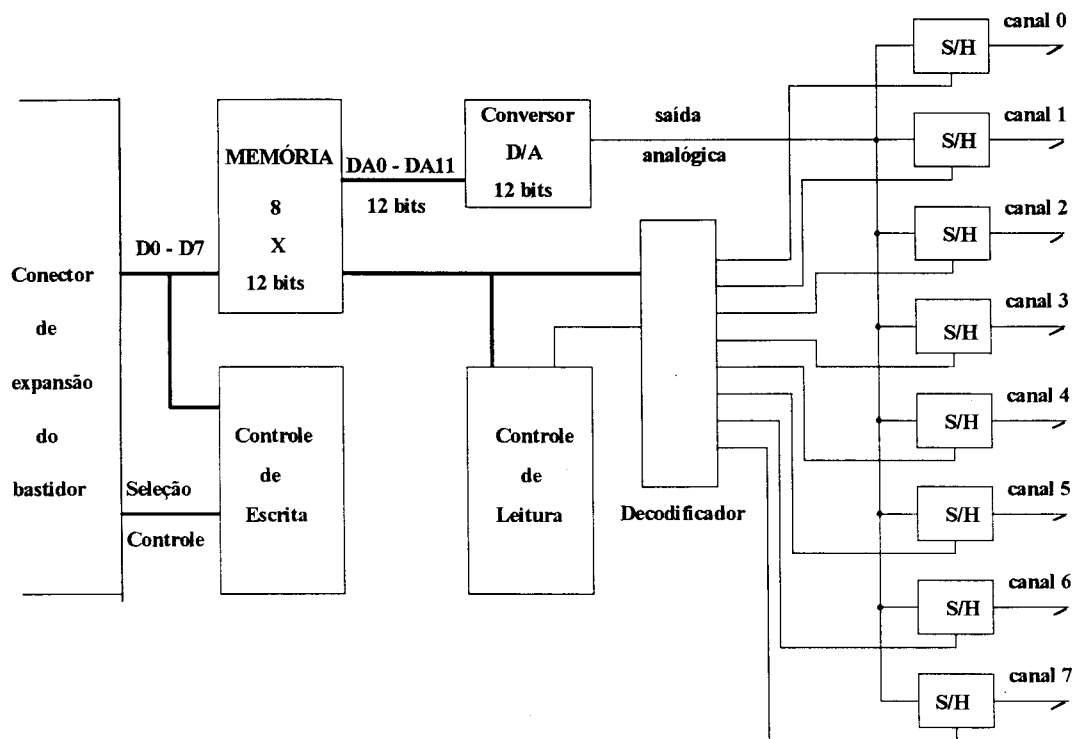 Conector
de
expansão
do
bastidor
D0 - D7
Seleção
Controle
MEMÓRIA
8
X
12 bits
Controle
de
Escrita
DA0 - DA11
12 bits
Conversor
D/A
12 bits
Controle
de
Leitura
saída
analógica
Decodificador
canal 0
S/H
canal 1
S/H
canal 2
S/H
canal 3
S/H
canal 4
S/H
canal 5
S/H
canal 6
S/H
canal 7
S/H